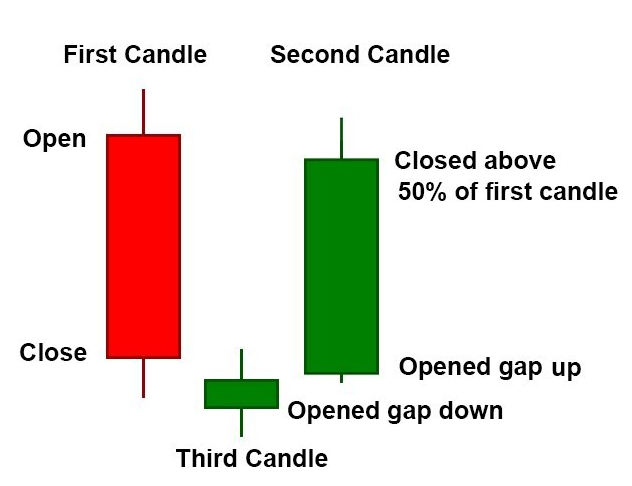 First Candle
Second Candle
Open
Closed above
50% of first candle
Close
Opened gap up
Opened gap down
Third Candle